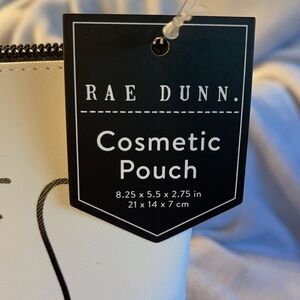 RAE DUNN.
Cosmetic
Pouch
8.25 x 5.5 x 2.75 in
21 x 14 x 7 cm